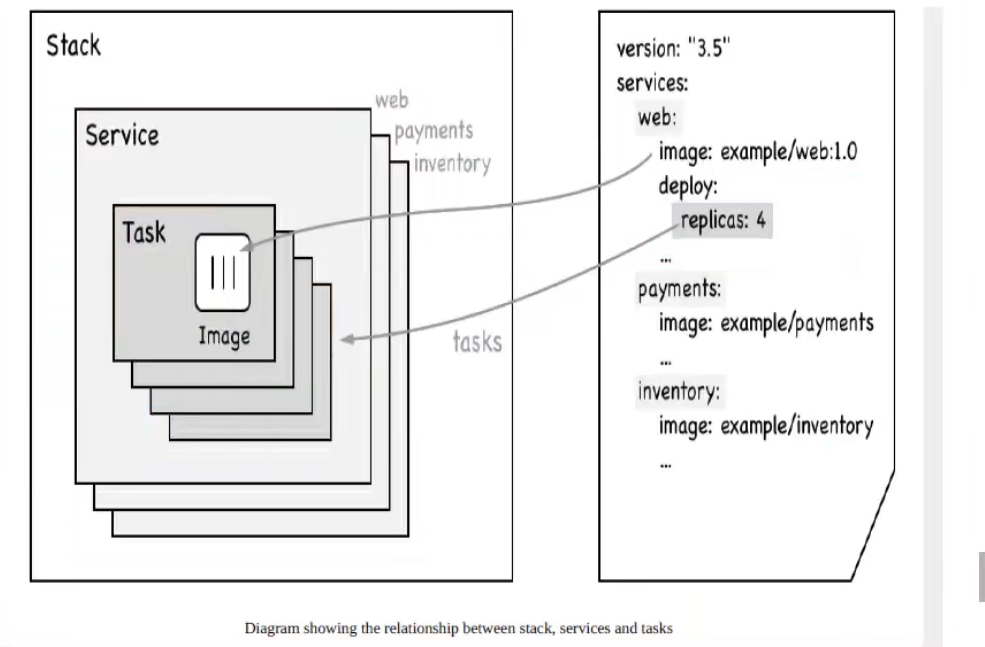 Stack
web
payments
inventory
Service
Task
Image
tasks
version: "3.5"
services:
web:
image: example/web:1.0
deploy:
replicas: 4
...
payments:
image: example/payments
...
inventory:
image: example/inventory
...
Diagram showing the relationship between stack, services and tasks